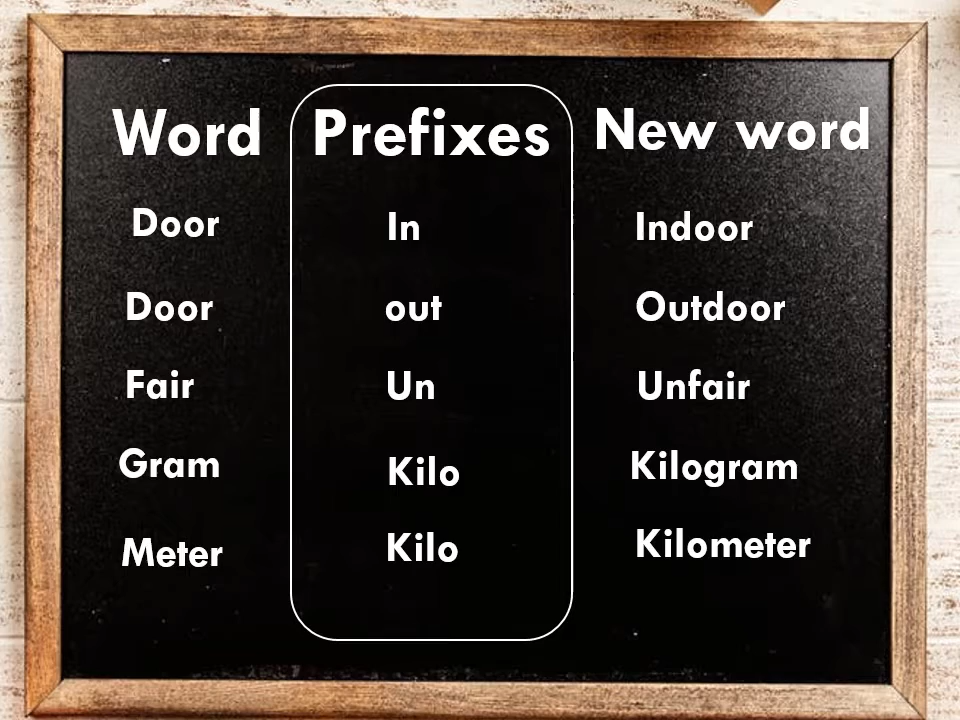 Word Prefixes New word
Door In Indoor
Door out Outdoor
Fair Un Unfair
Gram Kilo Kilogram
Meter Kilo Kilometer